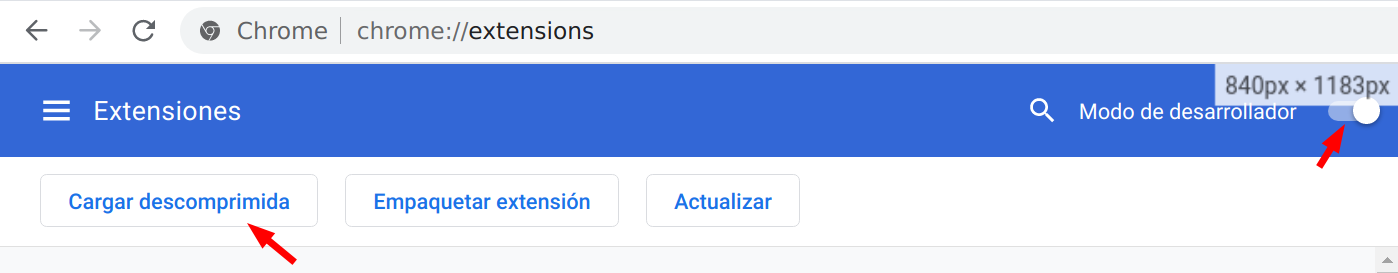 Chrome | chrome://extensions
840px × 1183px
Extensiones
Modo de desarrollador
Cargar descomprimida
Empaquetar extensión
Actualizar